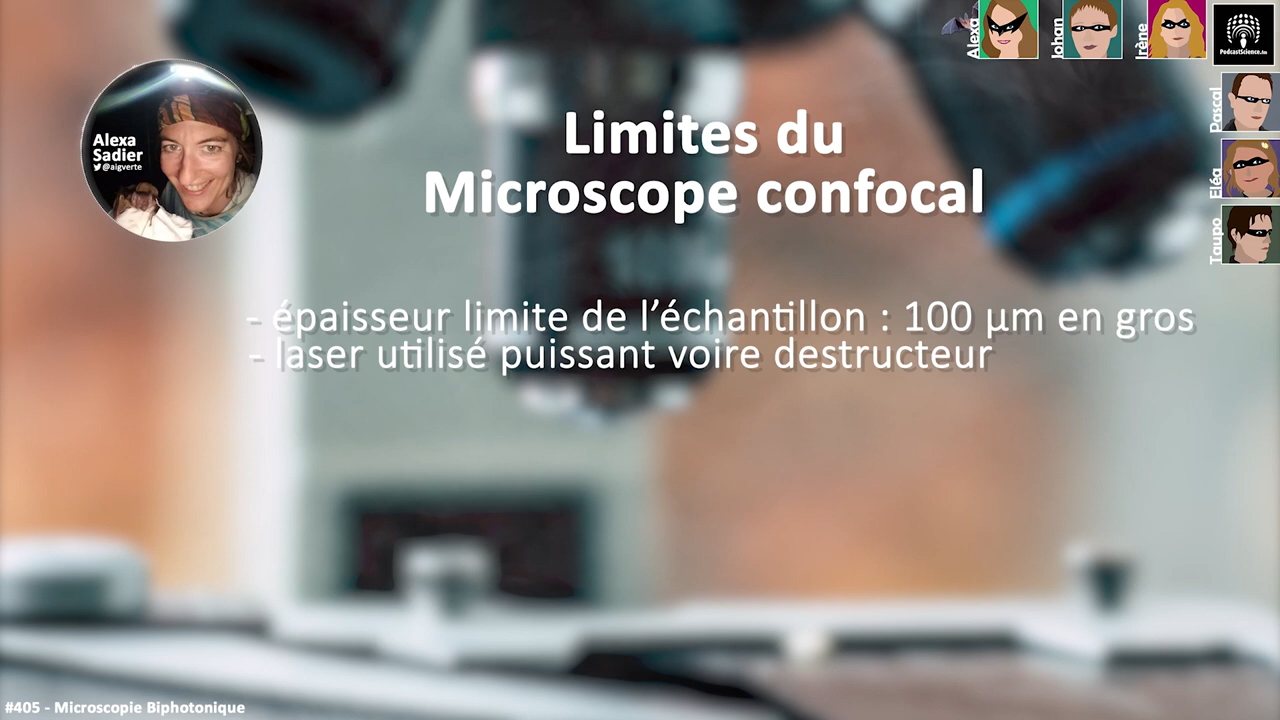 Alexa
Johan
Irène
PodcastScience.fm
Pascal
Eléa
Taupo
Alexa
Sadier
@aigverte
Limites du
Microscope confocal
- épaisseur limite de l’échantillon : 100 µm en gros
- laser utilisé puissant voire destructeur
#405 - Microscopie Biphotonique